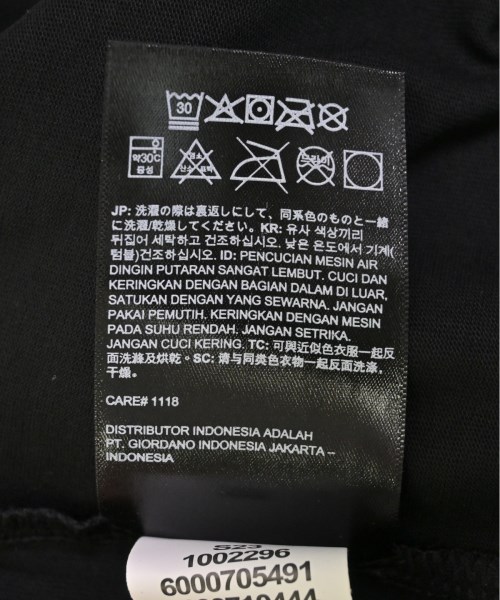 30
약30℃
중성
염소표백
드라이
JP: 洗濯の際は裏返しにして、同系色のものと一緒
に洗濯/乾燥してください。KR: 유사 색상끼리
뒤집어 세탁하고 건조하십시오. 낮은 온도에서 기계(
텀블)건조하십시오. ID: PENCUCIAN MESIN AIR
DINGIN PUTARAN SANGAT LEMBUT. CUCI DAN
KERINGKAN DENGAN BAGIAN DALAM DI LUAR,
SATUKAN DENGAN YANG SEWARNA. JANGAN
PAKAI PEMUTIH. KERINGKAN DENGAN MESIN
PADA SUHU RENDAH. JANGAN SETRIKA.
JANGAN CUCI KERING. TC: 可與近似色衣服一起反
面洗滌及烘乾。SC: 请与同类色衣物一起反面洗涤,
干燥。
CARE# 1118
DISTRIBUTOR INDONESIA ADALAH
PT. GIORDANO INDONESIA JAKARTA –
INDONESIA
S23
1002296
6000705491